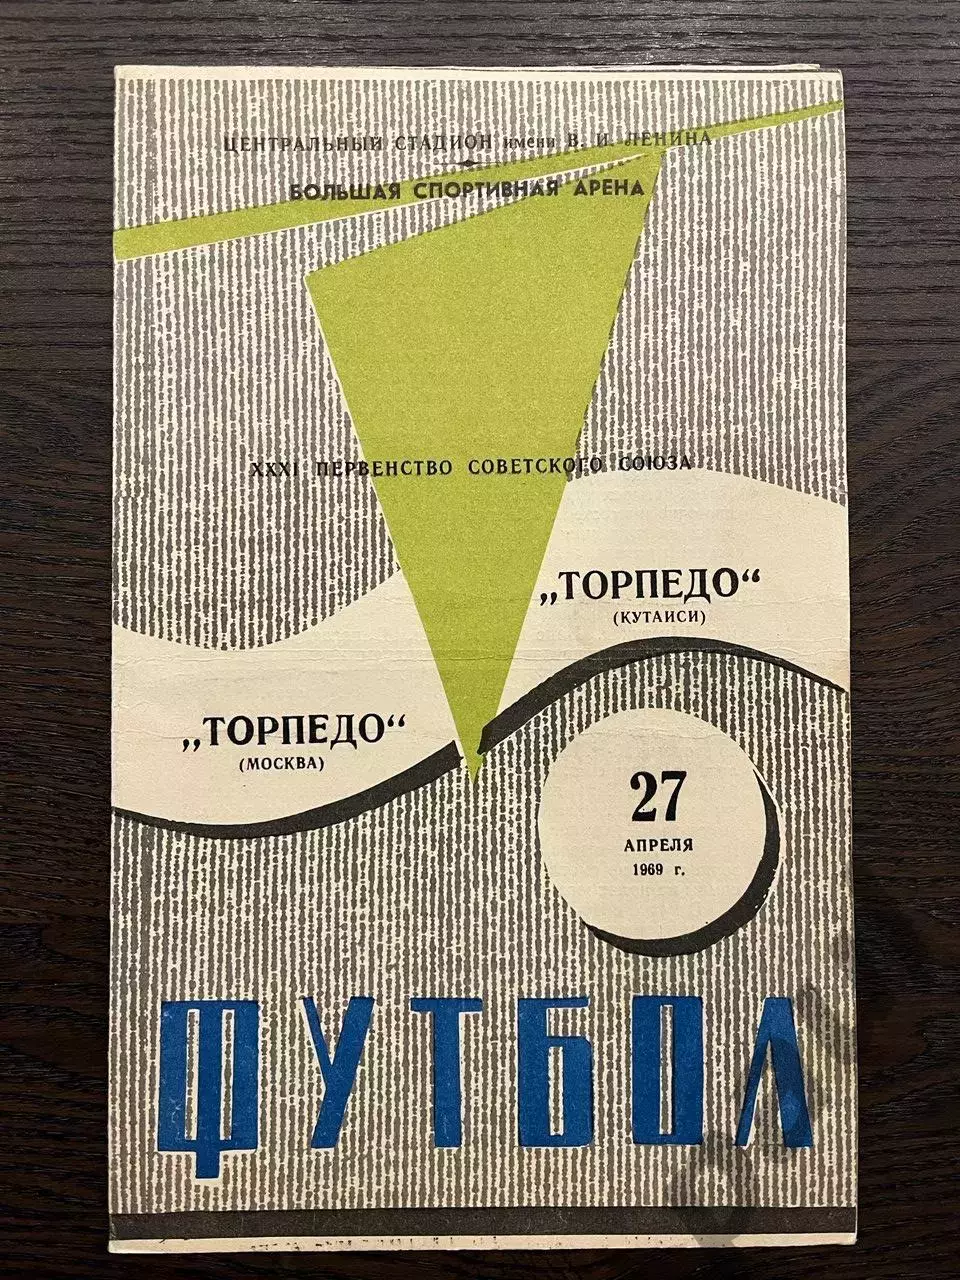 ЦЕНТРАЛЬНЫЙ СТАДИОН имени В. И. ЛЕНИНА
БОЛЬШАЯ СПОРТИВНАЯ АРЕНА
XXXI ПЕРВЕНСТВО СОВЕТСКОГО СОЮЗА
„ТОРПЕДО“
(КУТАИСИ)
„ТОРПЕДО“
(МОСКВА)
27
АПРЕЛЯ
1969 г.
ФУТБОЛ